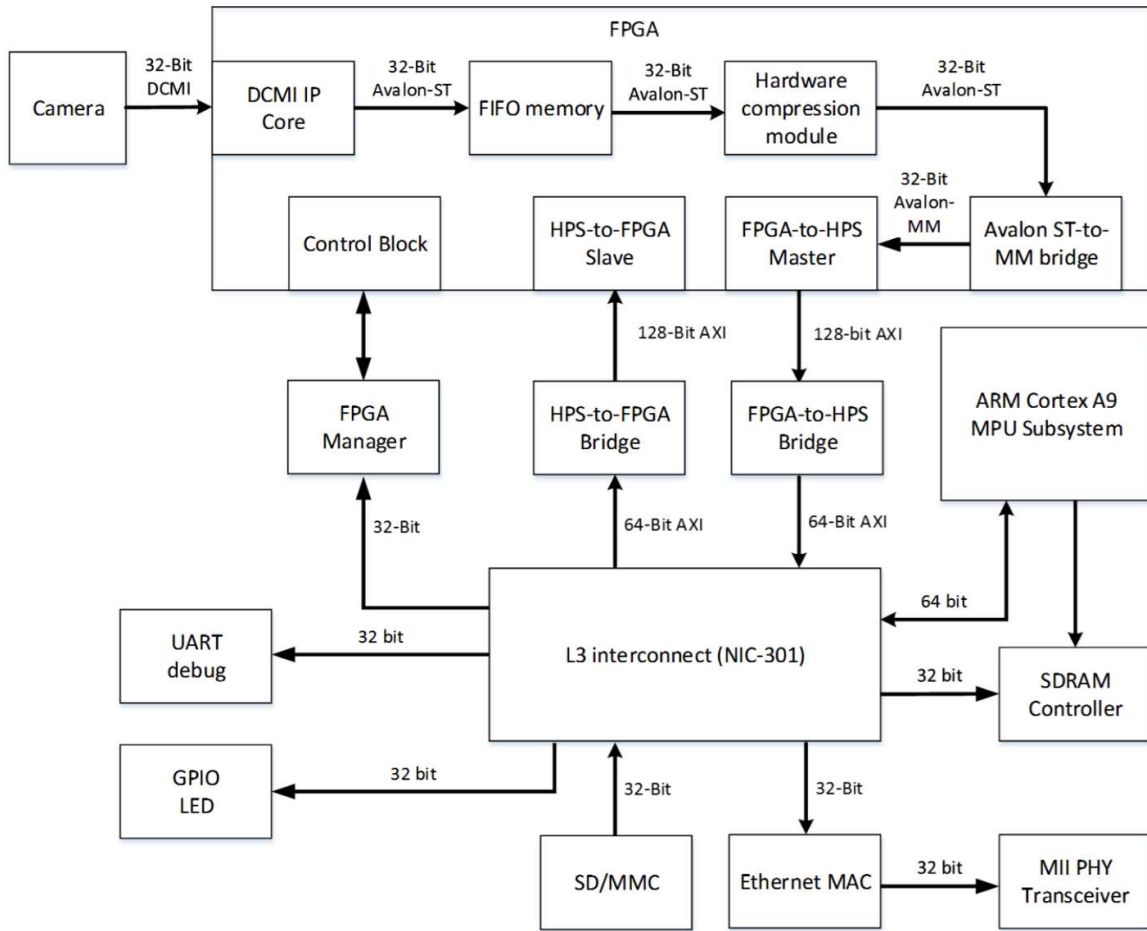 FPGA
Camera
32-Bit
DCMI
DCMI IP
Core
32-Bit
Avalon-ST
FIFO memory
32-Bit
Avalon-ST
Hardware
compression
module
32-Bit
Avalon-ST
Control Block
HPS-to-FPGA
Slave
FPGA-to-HPS
Master
32-Bit
Avalon-
MM
Avalon ST-to-
MM bridge
128-Bit AXI
128-bit AXI
FPGA
Manager
HPS-to-FPGA
Bridge
FPGA-to-HPS
Bridge
ARM Cortex A9
MPU Subsystem
32-Bit
64-Bit AXI
64-Bit AXI
UART
debug
32 bit
L3 interconnect (NIC-301)
64 bit
32 bit
SDRAM
Controller
GPIO
LED
32 bit
32-Bit
32-Bit
SD/MMC
Ethernet MAC
32 bit
MII PHY
Transceiver